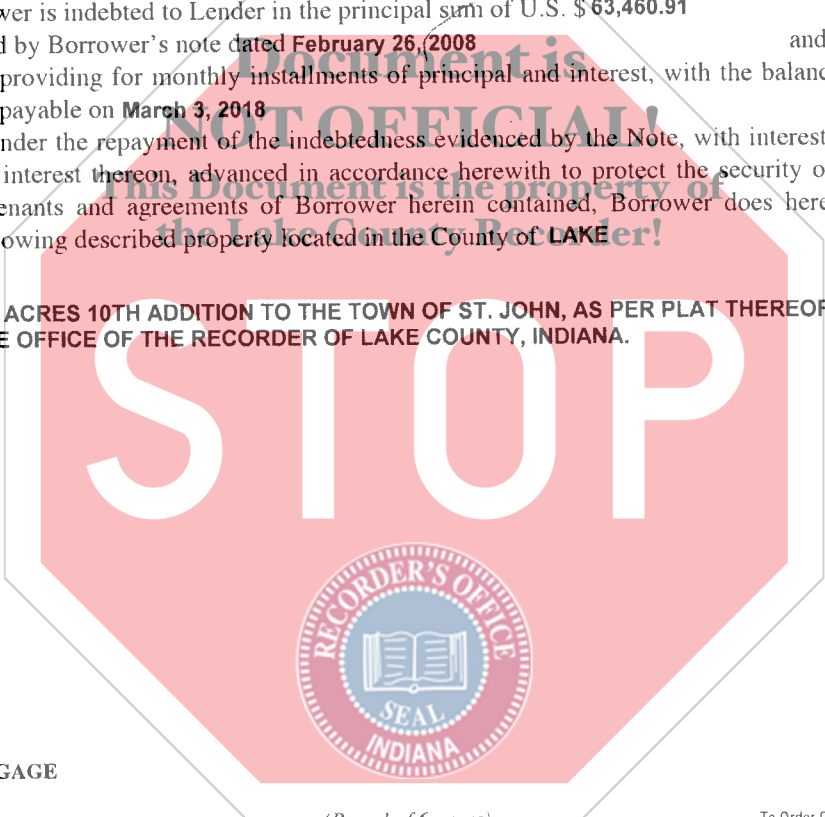 wer is indebted to Lender in the principal sum of U.S. $ 63,460.91
d by Borrower's note dated February 26, 2008 and
Document is
providing for monthly installments of principal and interest, with the balanc
payable on March 3, 2018
NOT OFFICIAL!
nder the repayment of the indebtedness evidenced by the Note, with interest
interest thereon, advanced in accordance herewith to protect the security o
This Document is the property of
enants and agreements of Borrower herein contained, Borrower does here
the Lake County Recorder!
owing described property located in the County of LAKE
ACRES 10TH ADDITION TO THE TOWN OF ST. JOHN, AS PER PLAT THEREOF
E OFFICE OF THE RECORDER OF LAKE COUNTY, INDIANA.
STOP
RECORDER'S OFFICE
SEAL
INDIANA
GAGE